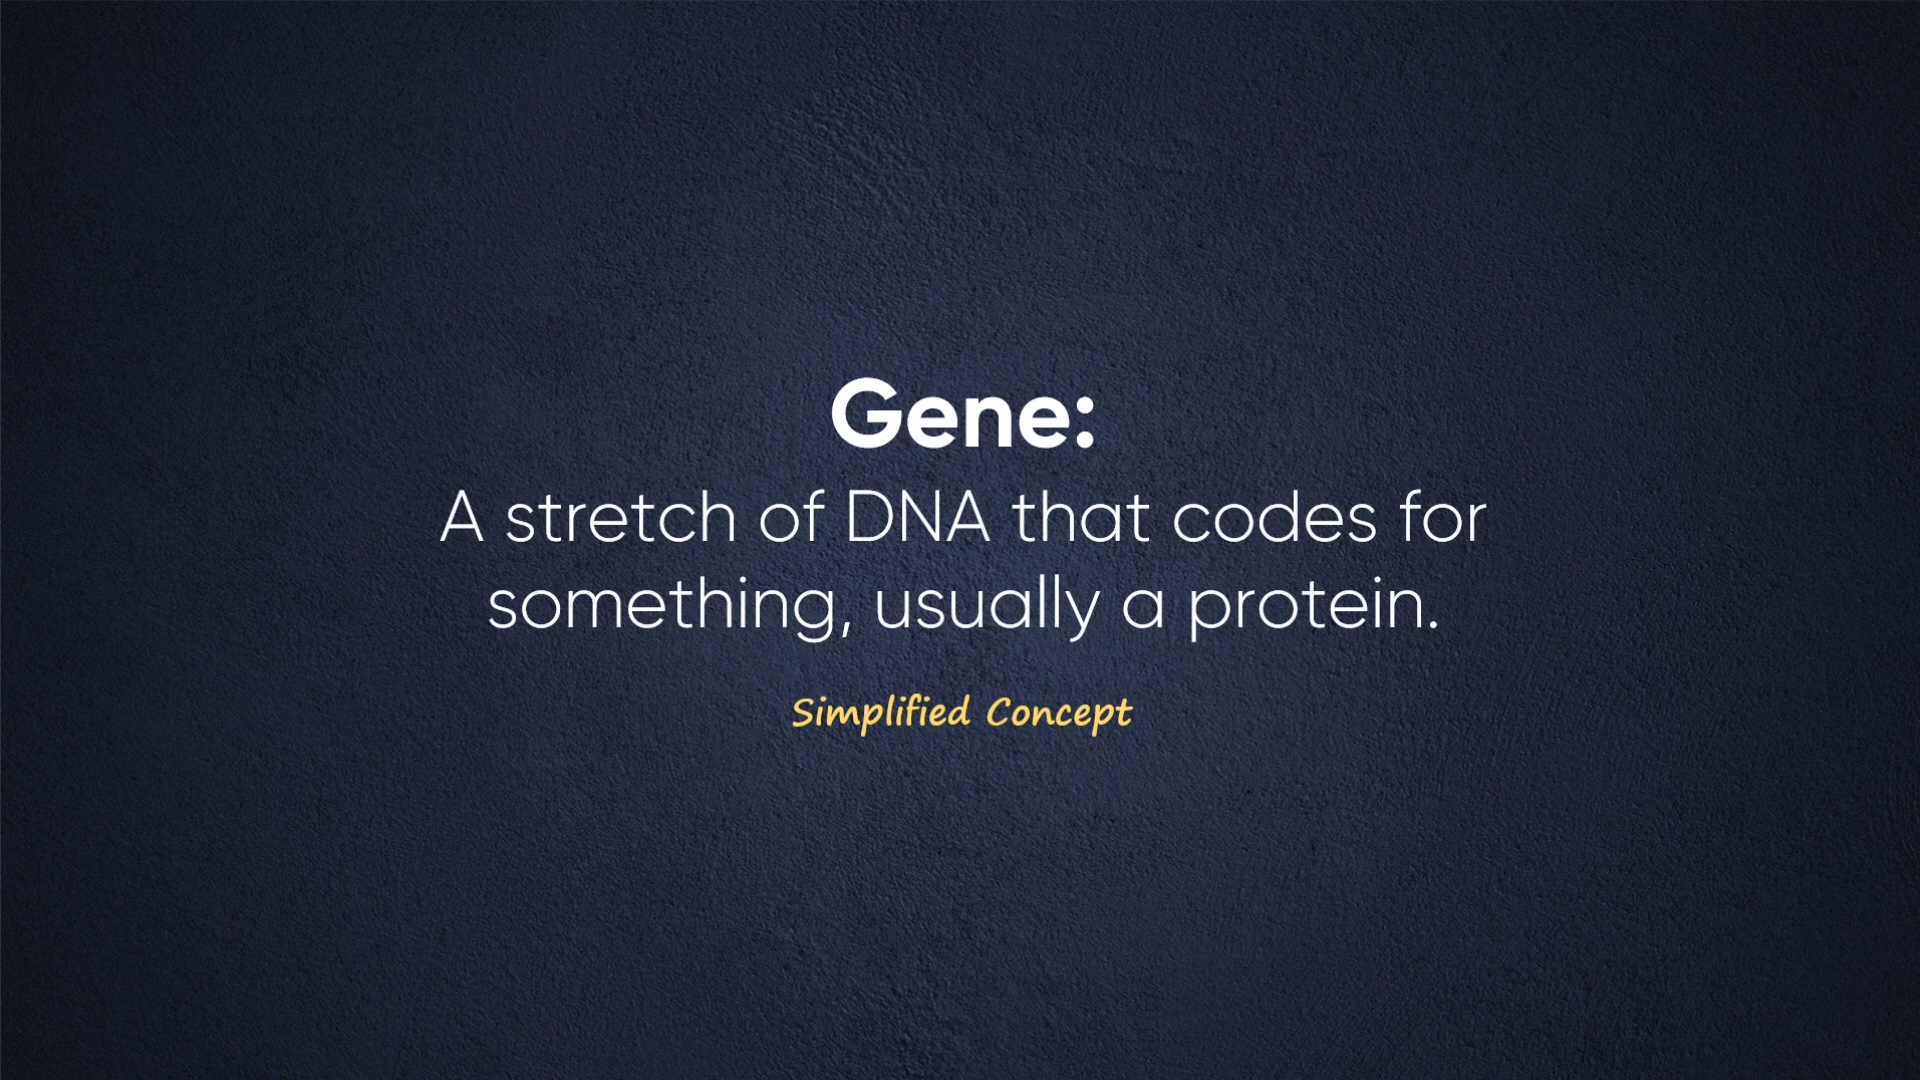 Gene:
A stretch of DNA that codes for
something, usually a protein.
Simplified Concept